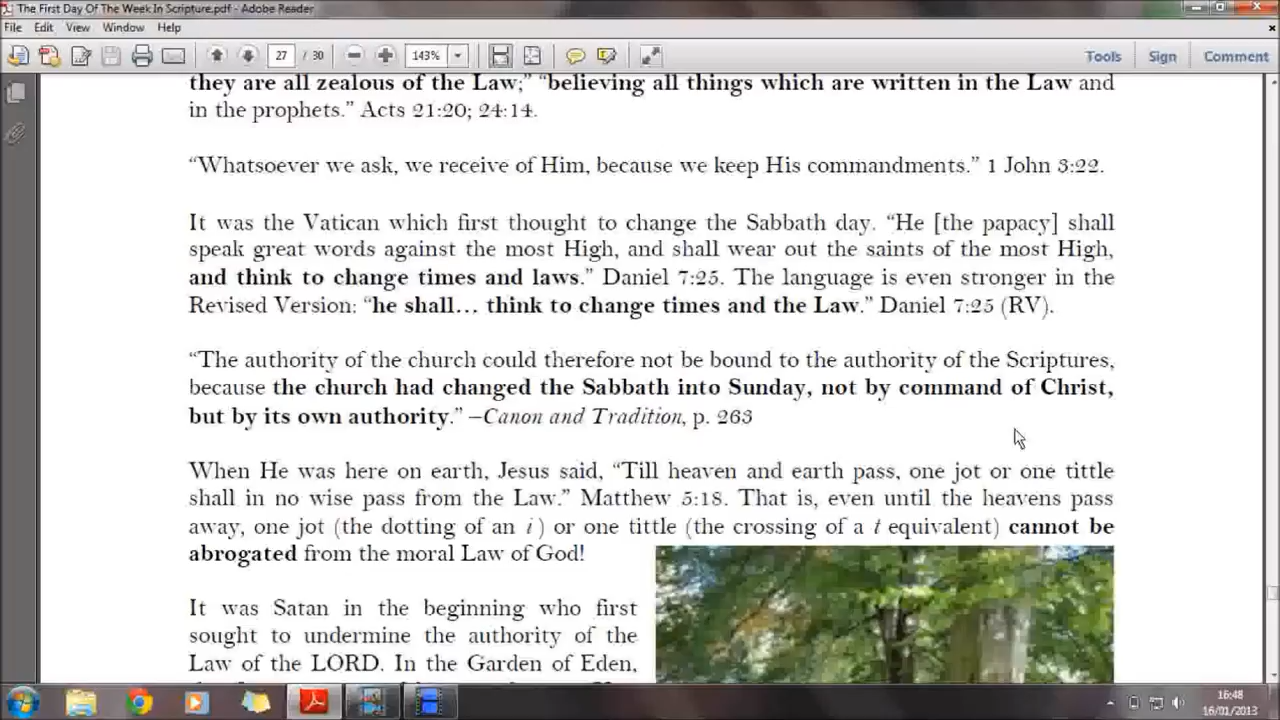 The First Day Of The Week In Scripture.pdf - Adobe Reader
File Edit View Window Help
27 / 30 143% Tools Sign Comment
they are all zealous of the Law;” “believing all things which are written in the Law and
in the prophets.” Acts 21:20; 24:14.
“Whatsoever we ask, we receive of Him, because we keep His commandments.” 1 John 3:22.
It was the Vatican which first thought to change the Sabbath day. “He [the papacy] shall
speak great words against the most High, and shall wear out the saints of the most High,
and think to change times and laws.” Daniel 7:25. The language is even stronger in the
Revised Version: “he shall… think to change times and the Law.” Daniel 7:25 (RV).
“The authority of the church could therefore not be bound to the authority of the Scriptures,
because the church had changed the Sabbath into Sunday, not by command of Christ,
but by its own authority.” –Canon and Tradition, p. 263
When He was here on earth, Jesus said, “Till heaven and earth pass, one jot or one tittle
shall in no wise pass from the Law.” Matthew 5:18. That is, even until the heavens pass
away, one jot (the dotting of an i ) or one tittle (the crossing of a t equivalent) cannot be
abrogated from the moral Law of God!
It was Satan in the beginning who first
sought to undermine the authority of the
Law of the LORD. In the Garden of Eden,
16:48
16/01/2013